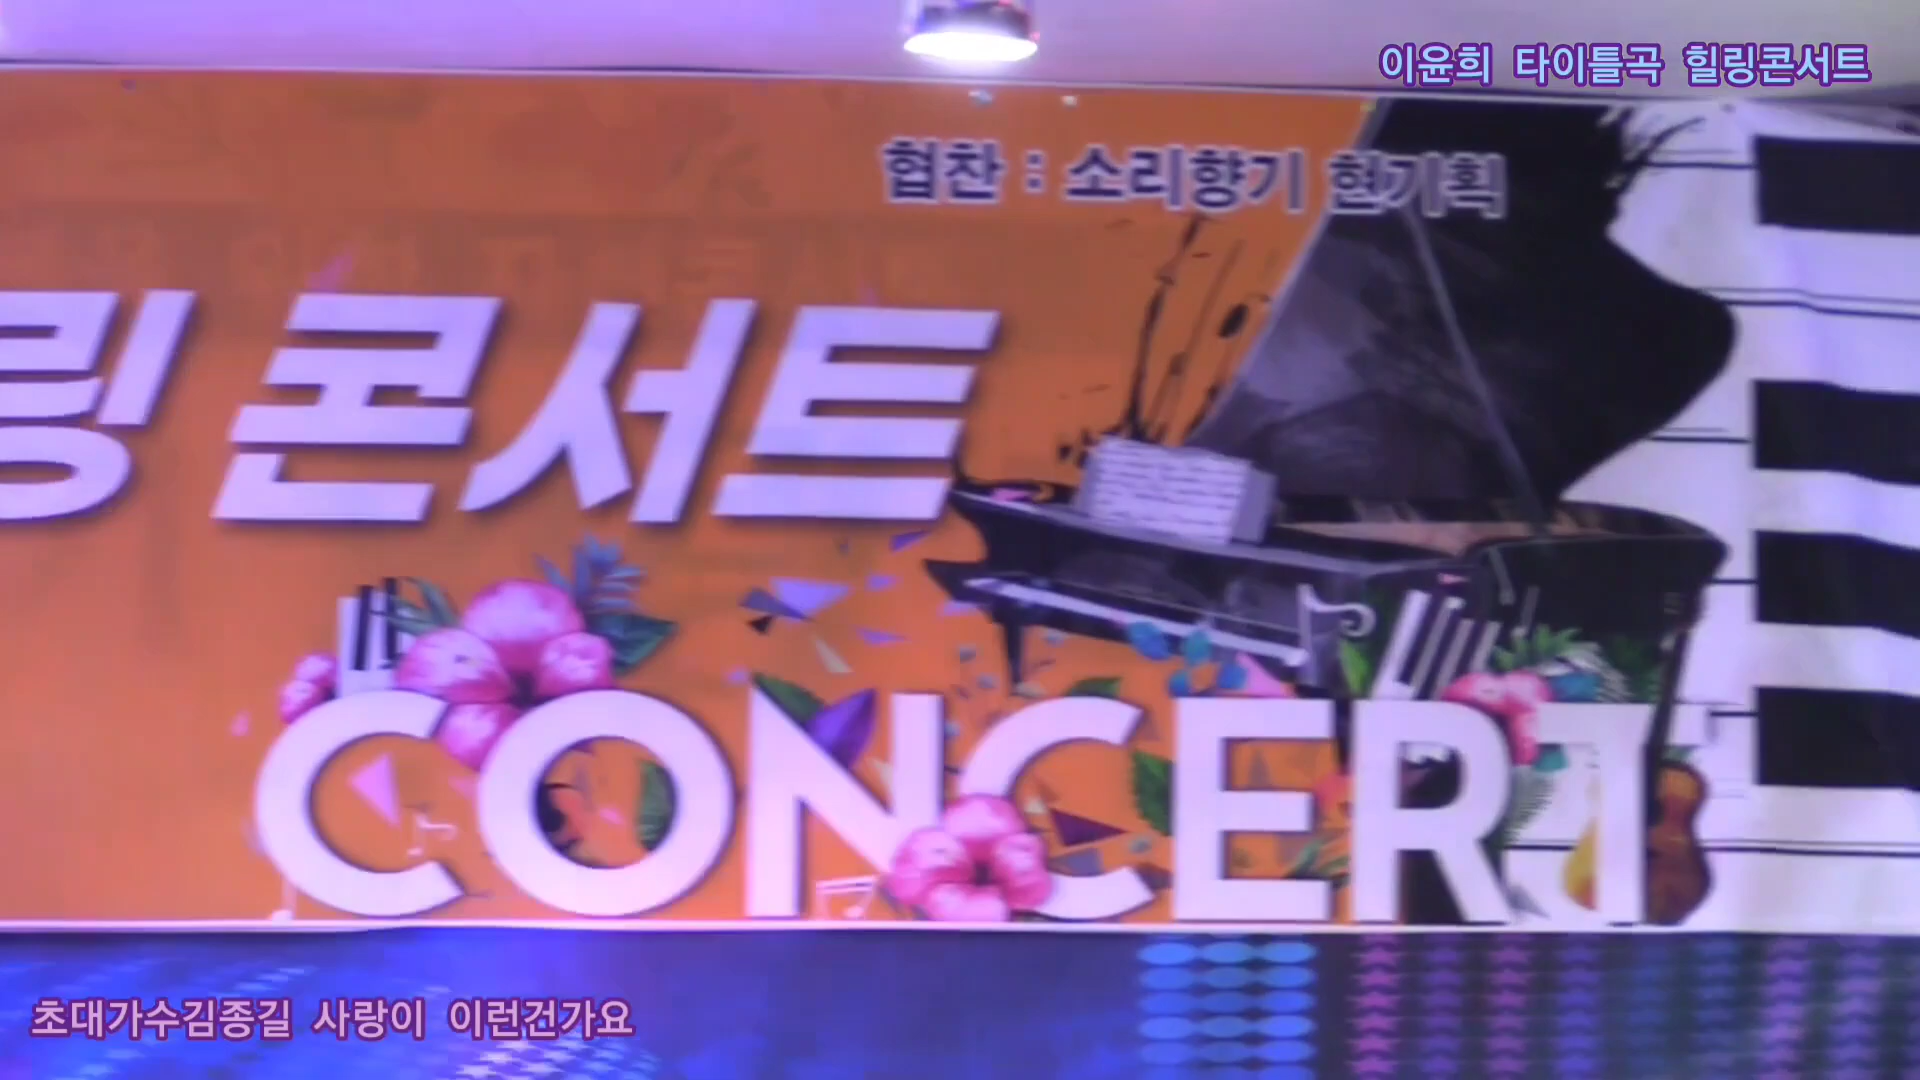 이윤희 타이틀곡 힐링콘서트
협찬 : 소리향기 현기획
링 콘서트
CONCERT
초대가수김종길 사랑이 이런건가요